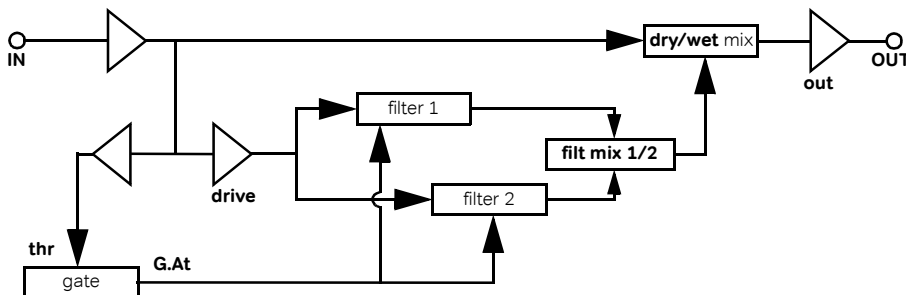 IN
dry/wet mix
OUT
out
filter 1
filt mix 1/2
drive
filter 2
thr
G.At
gate